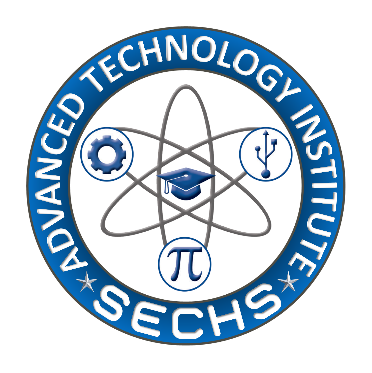 ADVANCED TECHNOLOGY INSTITUTE
π
SECHS